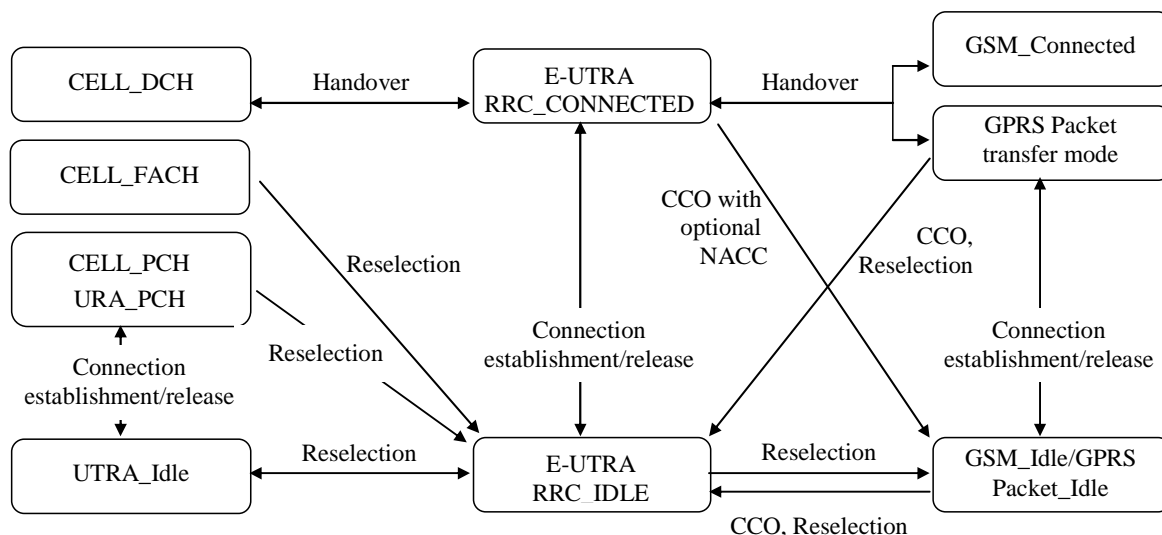 GSM_Connected
CELL_DCH
Handover
E-UTRA
RRC_CONNECTED
Handover
GPRS Packet
transfer mode
CELL_FACH
CCO with
optional
NACC
CCO,
Reselection
Reselection
CELL_PCH
URA_PCH
Reselection
Connection
establishment/release
Connection
establishment/release
Connection
establishment/release
UTRA_Idle
Reselection
E-UTRA
RRC_IDLE
Reselection
GSM_Idle/GPRS
Packet_Idle
CCO, Reselection